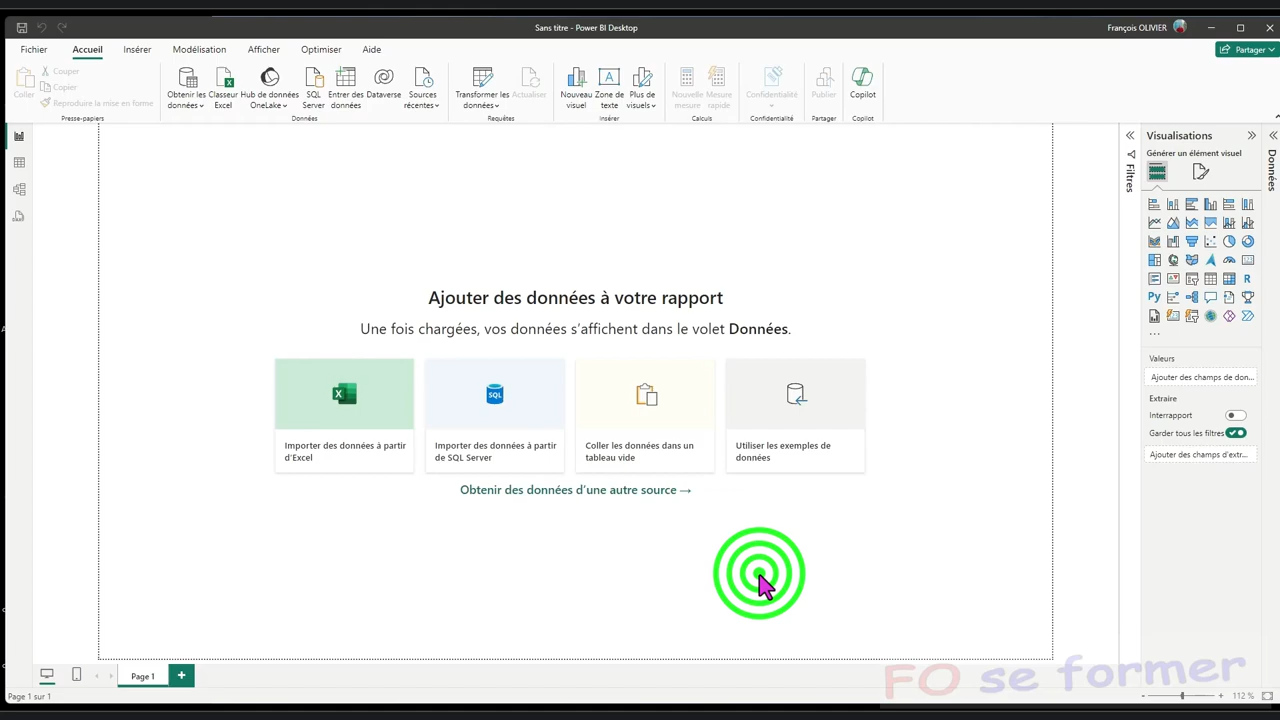 Sans titre - Power BI Desktop
François OLIVIER
Fichier Accueil Insérer Modélisation Afficher Optimiser Aide
Partager
Coller
Couper
Copier
Reproduire la mise en forme
Presse-papiers
Obtenir les données
Classeur Excel
Hub de données OneLake
SQL Server
Entrer des données
Dataverse
Sources récentes
Données
Transformer les données
Actualiser
Requêtes
Nouveau visuel
Zone de texte
Plus de visuels
Insérer
Nouvelle mesure
Mesure rapide
Calculs
Confidentialité
Confidentialité
Publier
Partager
Copilot
Copilot
Filtres
Visualisations
Données
Générer un élément visuel
R
Py
...
Valeurs
Ajouter des champs de don...
Extraire
Interrapport
Garder tous les filtres
Ajouter des champs d'extr...
Ajouter des données à votre rapport
Une fois chargées, vos données s'affichent dans le volet Données.
X
SQL
Importer des données à partir d'Excel
Importer des données à partir de SQL Server
Coller les données dans un tableau vide
Utiliser les exemples de données
Obtenir des données d'une autre source →
Page 1
+
FO se former
Page 1 sur 1
- + 112 %